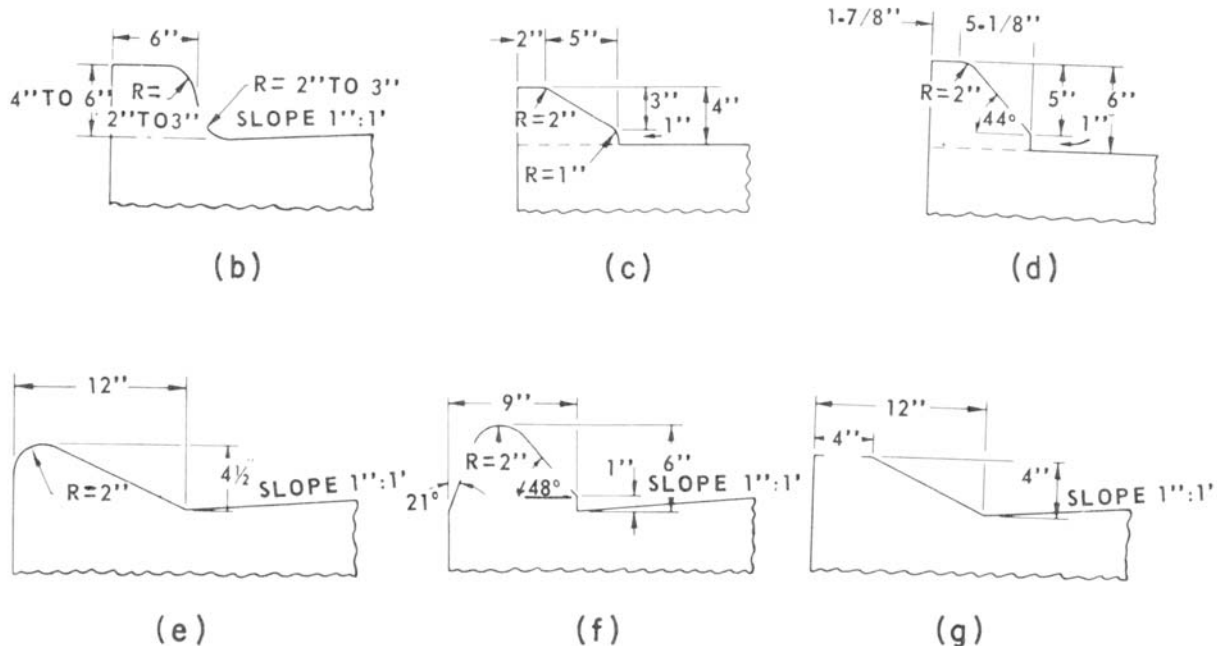 6"
4" TO 6"
R=
2" TO 3"
R= 2" TO 3"
SLOPE 1":1'
(b)
2"
5"
R=2"
3"
4"
1"
R=1"
(c)
1-7/8"
5-1/8"
R=2"
44°
5"
6"
1"
(d)
12"
R=2"
4½"
SLOPE 1":1'
(e)
9"
R=2"
21°
48°
1"
6"
SLOPE 1":1'
(f)
12"
4"
4"
SLOPE 1":1'
(g)